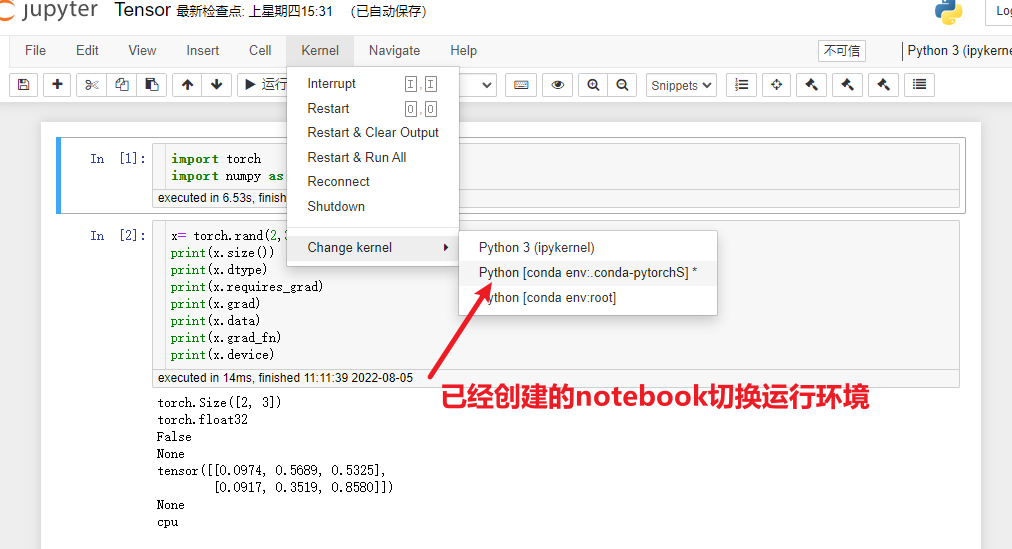 jupyter Tensor 最新检查点: 上星期四15:31 (已自动保存)
File Edit View Insert Cell Kernel Navigate Help 不可信 Python 3 (ipykerne
运行 Snippets
Interrupt I,I
Restart 0,0
Restart & Clear Output
Restart & Run All
Reconnect
Shutdown
Change kernel
Python 3 (ipykernel)
Python [conda env:.conda-pytorchS] *
ython [conda env:root]
In [1]: import torch
import numpy as
executed in 6.53s, finish
In [2]: x= torch.rand(2,3
print(x.size())
print(x.dtype)
print(x.requires_grad)
print(x.grad)
print(x.data)
print(x.grad_fn)
print(x.device)
executed in 14ms, finished 11:11:39 2022-08-05
已经创建的notebook切换运行环境
torch.Size([2, 3])
torch.float32
False
None
tensor([[0.0974, 0.5689, 0.5325],
[0.0917, 0.3519, 0.8580]])
None
cpu